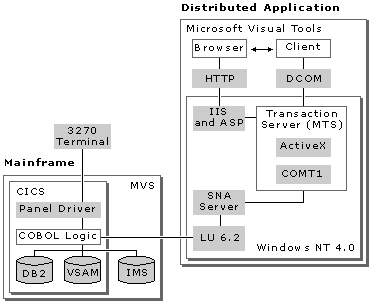 Distributed Application
Microsoft Visual Tools
Browser
Client
HTTP
DCOM
IIS
and ASP
Transaction
Server (MTS)
ActiveX
COMT1
SNA
Server
LU 6.2
Windows NT 4.0
3270
Terminal
Mainframe
CICS
MVS
Panel Driver
COBOL Logic
DB2
VSAM
IMS